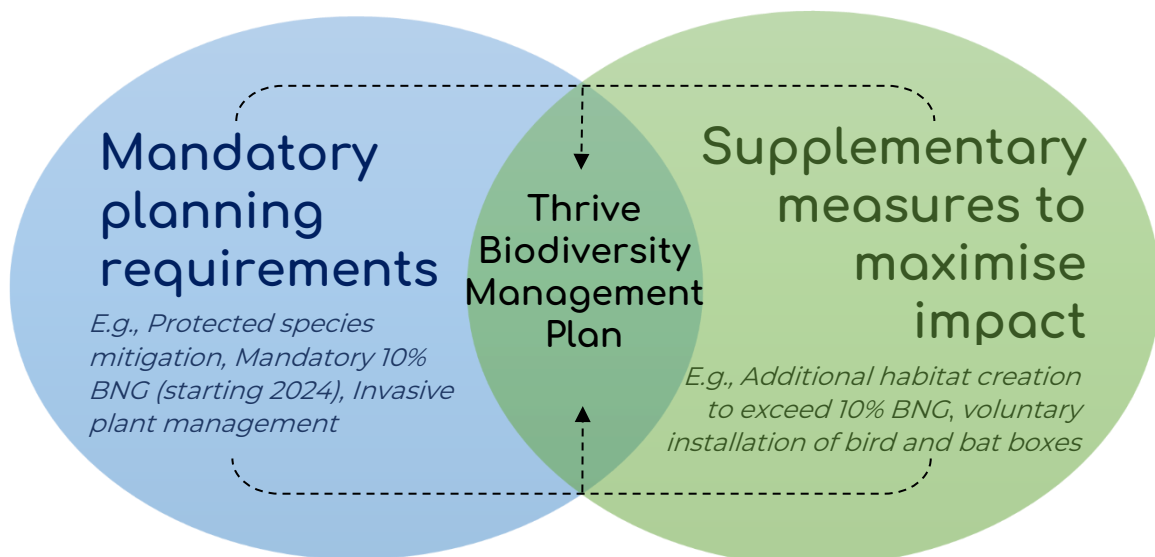 Mandatory
planning
requirements
E.g., Protected species
mitigation, Mandatory 10%
BNG (starting 2024), Invasive
plant management
Thrive
Biodiversity
Management
Plan
Supplementary
measures to
maximise
impact
E.g., Additional habitat creation
to exceed 10% BNG, voluntary
installation of bird and bat boxes